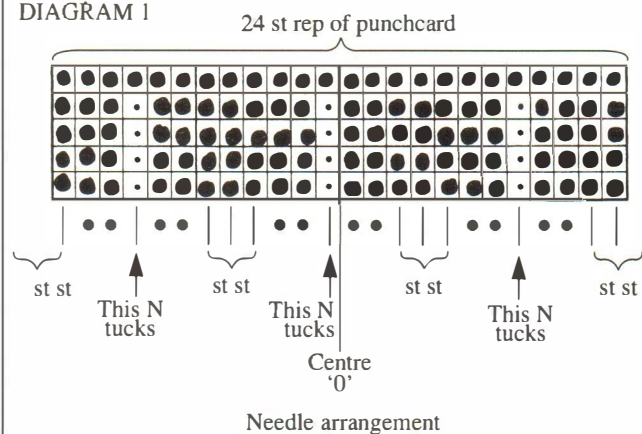 DIAGRAM 1
24 st rep of punchcard
st st
This N
tucks
st st
This N
tucks
st st
This N
tucks
st st
Centre
‘0’
Needle arrangement